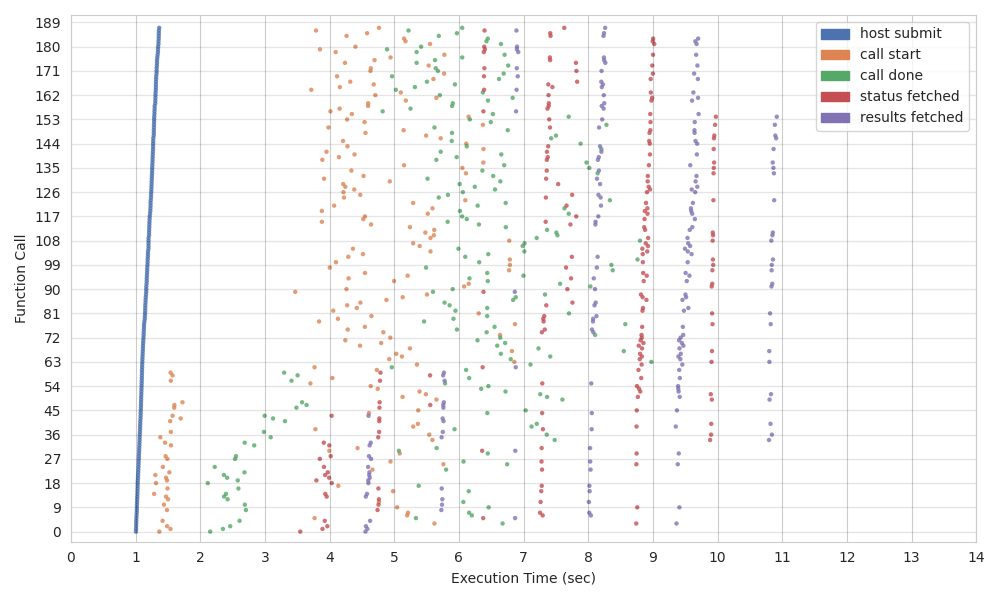 189
180
171
162
153
144
135
126
117
108
99
90
81
72
63
54
45
36
27
18
9
0
Function Call
0 1 2 3 4 5 6 7 8 9 10 11 12 13 14
Execution Time (sec)
host submit
call start
call done
status fetched
results fetched